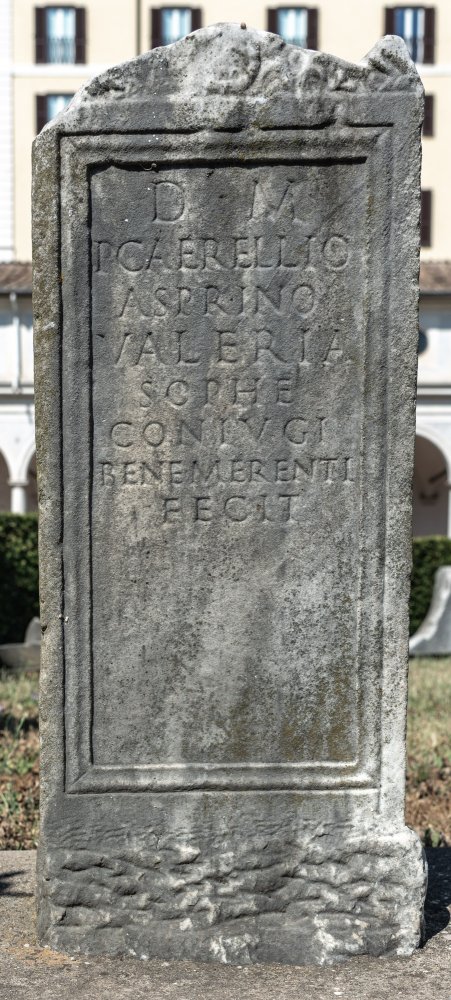 D M
P CAERELLIO
ASPRINO
VALERIA
SOPHE
CONIVGI
BENEMERENTI
FECIT